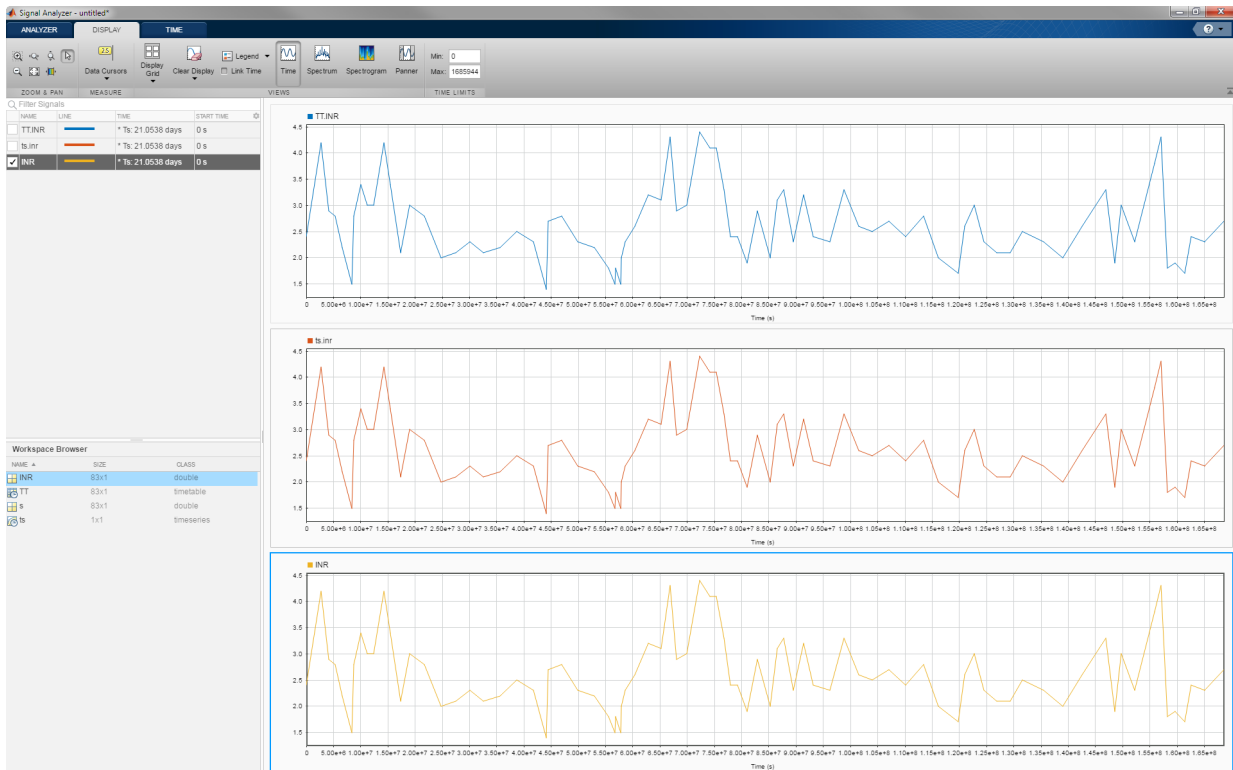 Signal Analyzer - untitled*
ANALYZER DISPLAY TIME
?
Data Cursors
Display Grid
Clear Display
Legend
Link Time
Time Spectrum Spectrogram Panner
Min: 0
Max: 1685944
ZOOM & PAN MEASURE VIEWS TIME LIMITS
Filter Signals
NAME LINE TIME START TIME
TT.INR * Ts: 21.0538 days 0 s
ts.inr * Ts: 21.0538 days 0 s
INR * Ts: 21.0538 days 0 s
Workspace Browser
NAME SIZE CLASS
INR 83x1 double
TT 83x1 timetable
s 83x1 double
ts 1x1 timeseries
TT.INR
4.5
4.0
3.5
3.0
2.5
2.0
1.5
0 5.00e+6 1.00e+7 1.50e+7 2.00e+7 2.50e+7 3.00e+7 3.50e+7 4.00e+7 4.50e+7 5.00e+7 5.50e+7 6.00e+7 6.50e+7 7.00e+7 7.50e+7 8.00e+7 8.50e+7 9.00e+7 9.50e+7 1.00e+8 1.05e+8 1.10e+8 1.15e+8 1.20e+8 1.25e+8 1.30e+8 1.35e+8 1.40e+8 1.45e+8 1.50e+8 1.55e+8 1.60e+8 1.65e+8
Time (s)
ts.inr
4.5
4.0
3.5
3.0
2.5
2.0
1.5
0 5.00e+6 1.00e+7 1.50e+7 2.00e+7 2.50e+7 3.00e+7 3.50e+7 4.00e+7 4.50e+7 5.00e+7 5.50e+7 6.00e+7 6.50e+7 7.00e+7 7.50e+7 8.00e+7 8.50e+7 9.00e+7 9.50e+7 1.00e+8 1.05e+8 1.10e+8 1.15e+8 1.20e+8 1.25e+8 1.30e+8 1.35e+8 1.40e+8 1.45e+8 1.50e+8 1.55e+8 1.60e+8 1.65e+8
Time (s)
INR
4.5
4.0
3.5
3.0
2.5
2.0
1.5
0 5.00e+6 1.00e+7 1.50e+7 2.00e+7 2.50e+7 3.00e+7 3.50e+7 4.00e+7 4.50e+7 5.00e+7 5.50e+7 6.00e+7 6.50e+7 7.00e+7 7.50e+7 8.00e+7 8.50e+7 9.00e+7 9.50e+7 1.00e+8 1.05e+8 1.10e+8 1.15e+8 1.20e+8 1.25e+8 1.30e+8 1.35e+8 1.40e+8 1.45e+8 1.50e+8 1.55e+8 1.60e+8 1.65e+8
Time (s)